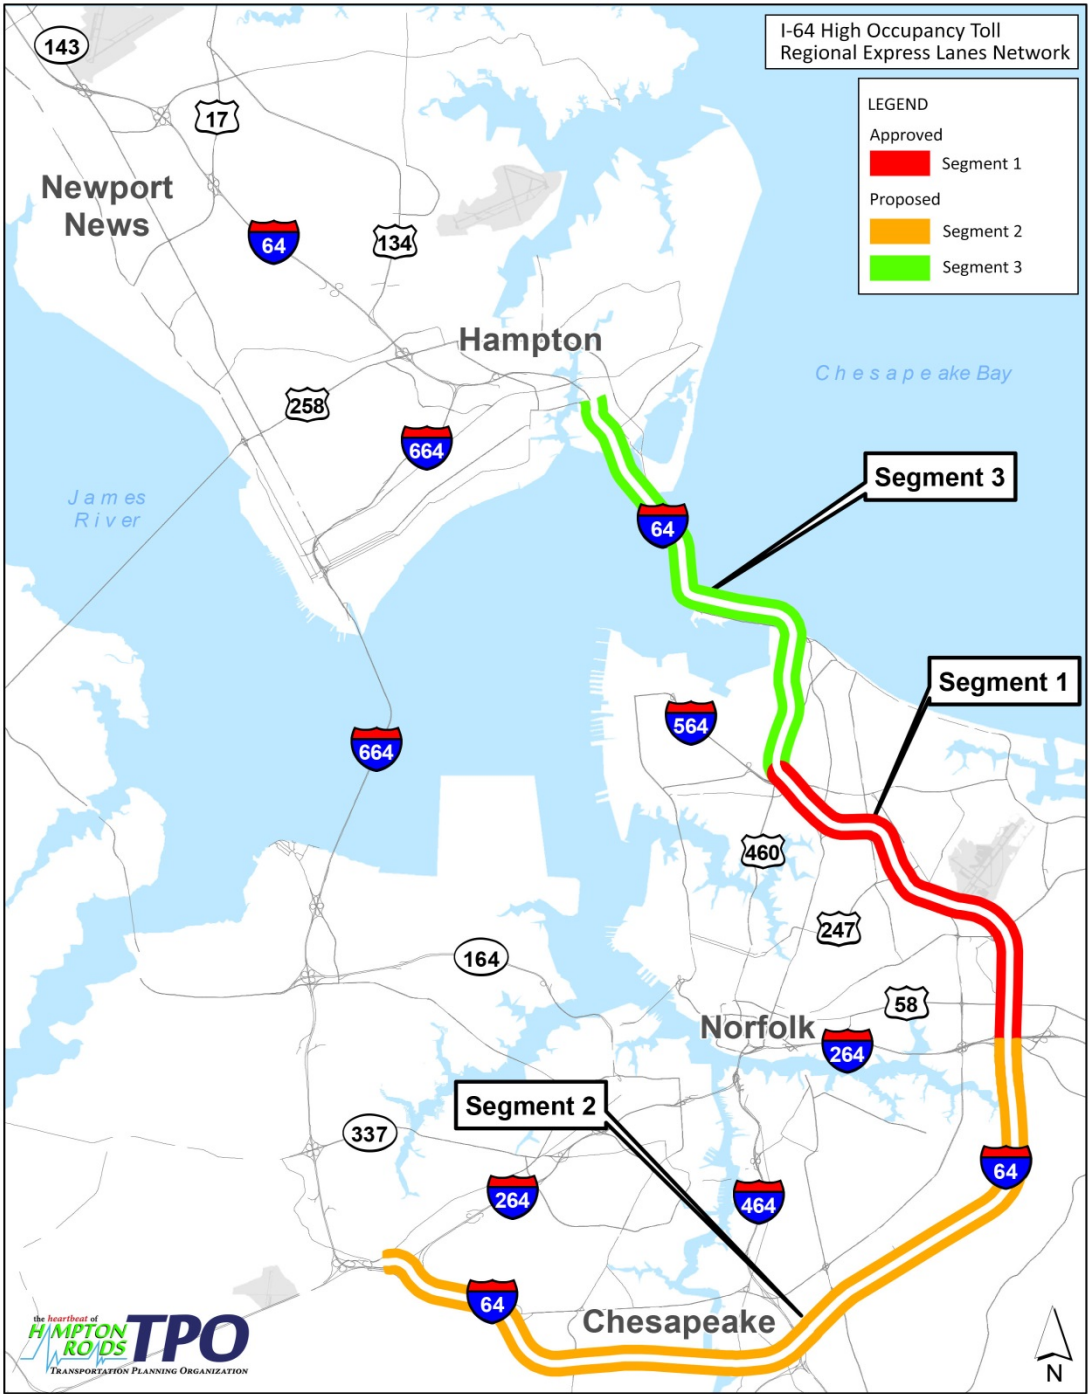 I-64 High Occupancy Toll
Regional Express Lanes Network
LEGEND
Approved
Segment 1
Proposed
Segment 2
Segment 3
143
17
Newport
News
64
134
Hampton
Chesapeake Bay
258
664
Segment 3
James
River
64
Segment 1
564
664
460
247
164
58
Norfolk
264
Segment 2
337
64
264
464
64
Chesapeake
the heartbeat of
HAMPTON
ROADS
TPO
TRANSPORTATION PLANNING ORGANIZATION
N